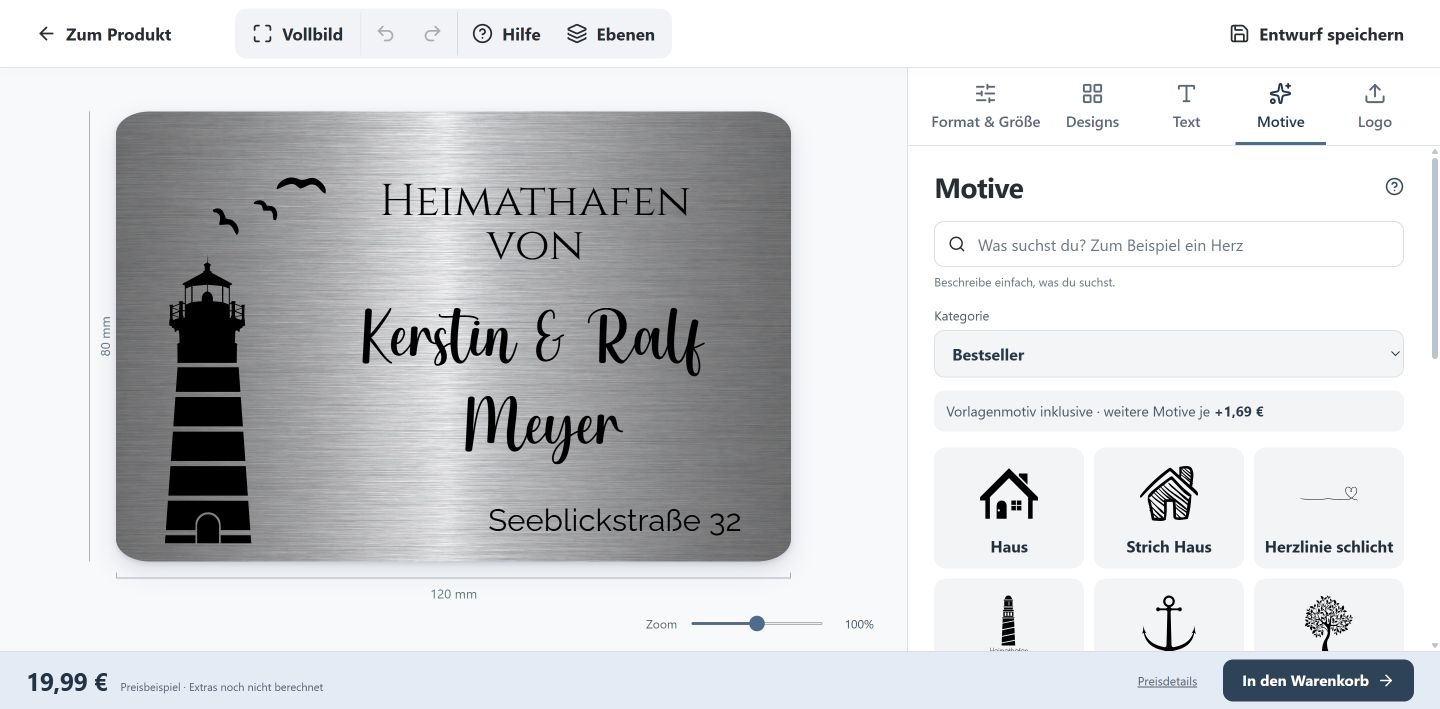 Zum Produkt
Vollbild
Hilfe
Ebenen
Entwurf speichern
Format & Größe
Designs
Text
Motive
Logo
Heimathafen
von
Kerstin & Ralf
Meyer
Seeblickstraße 32
80 mm
120 mm
Zoom
100%
Motive
Was suchst du? Zum Beispiel ein Herz
Beschreibe einfach, was du suchst.
Kategorie
Bestseller
Vorlagenmotiv inklusive · weitere Motive je +1,69 €
Haus
Strich Haus
Herzlinie schlicht
Heimathafen
19,99 €
Preisbeispiel · Extras noch nicht berechnet
Preisdetails
In den Warenkorb